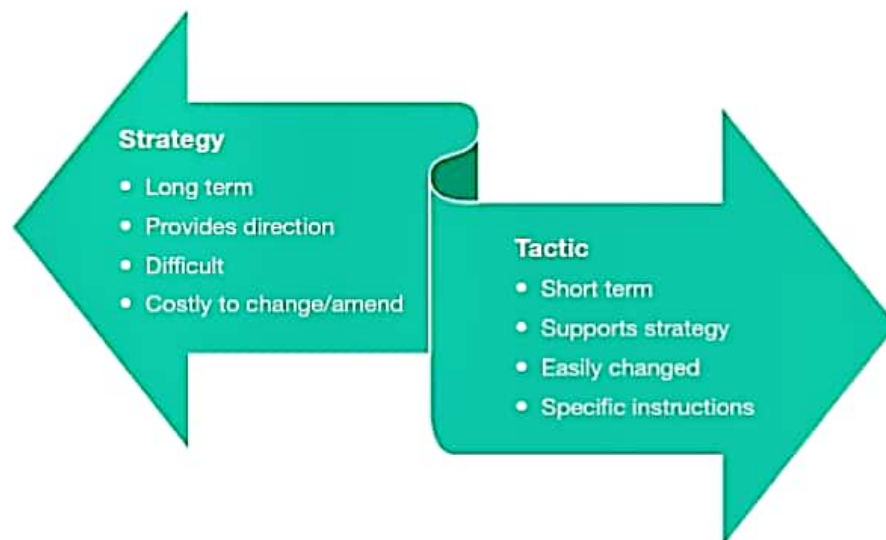 Strategy
• Long term
• Provides direction
• Difficult
• Costly to change/amend
Tactic
• Short term
• Supports strategy
• Easily changed
• Specific instructions